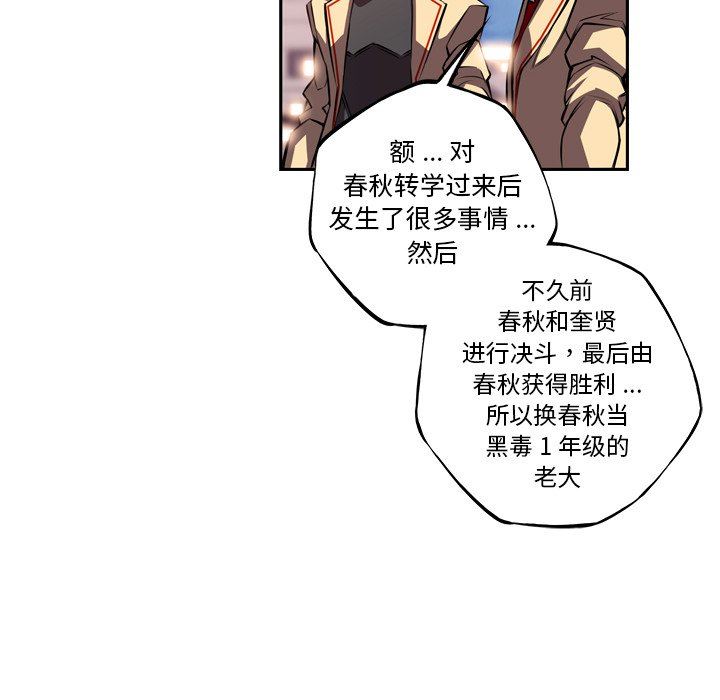 额 ... 对
春秋转学过来后
发生了很多事情 ...
然后
不久前
春秋和奎贤
进行决斗，最后由
春秋获得胜利 ...
所以换春秋当
黑毒 1 年级的
老大